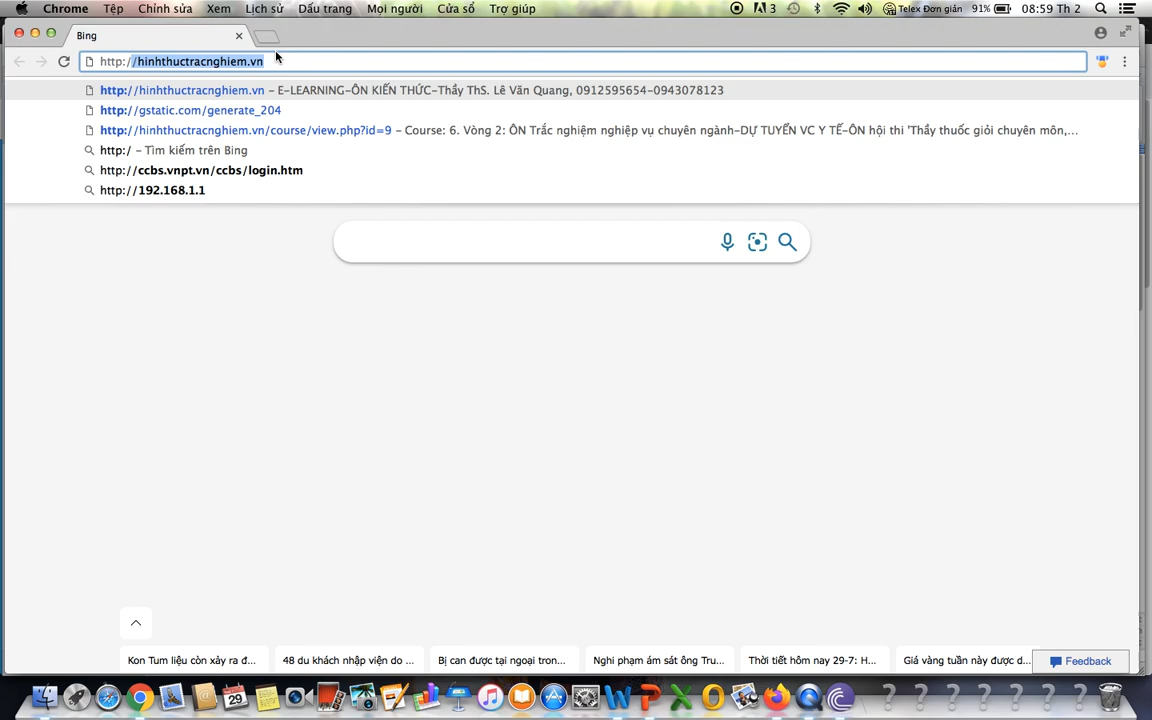 Chrome Tệp Chỉnh sửa Xem Lịch sử Dấu trang Mọi người Cửa sổ Trợ giúp 3 Telex Đơn giản 91% 08:59 Th 2
Bing
http://hinhthuctracnghiem.vn
http://hinhthuctracnghiem.vn – E-LEARNING-ÔN KIẾN THỨC-Thầy ThS. Lê Văn Quang, 0912595654-0943078123
http://gstatic.com/generate_204
http://hinhthuctracnghiem.vn/course/view.php?id=9 – Course: 6. Vòng 2: ÔN Trắc nghiệm nghiệp vụ chuyên ngành-DỰ TUYỂN VC Y TẾ-ÔN hội thi 'Thầy thuốc giỏi chuyên môn,...
http:/ – Tìm kiếm trên Bing
http://ccbs.vnpt.vn/ccbs/login.htm
http://192.168.1.1
Kon Tum liệu còn xảy ra đ... 48 du khách nhập viện do ... Bị can được tại ngoại tron... Nghi phạm ám sát ông Tru... Thời tiết hôm nay 29-7: H... Giá vàng tuần này được d... Feedback
29